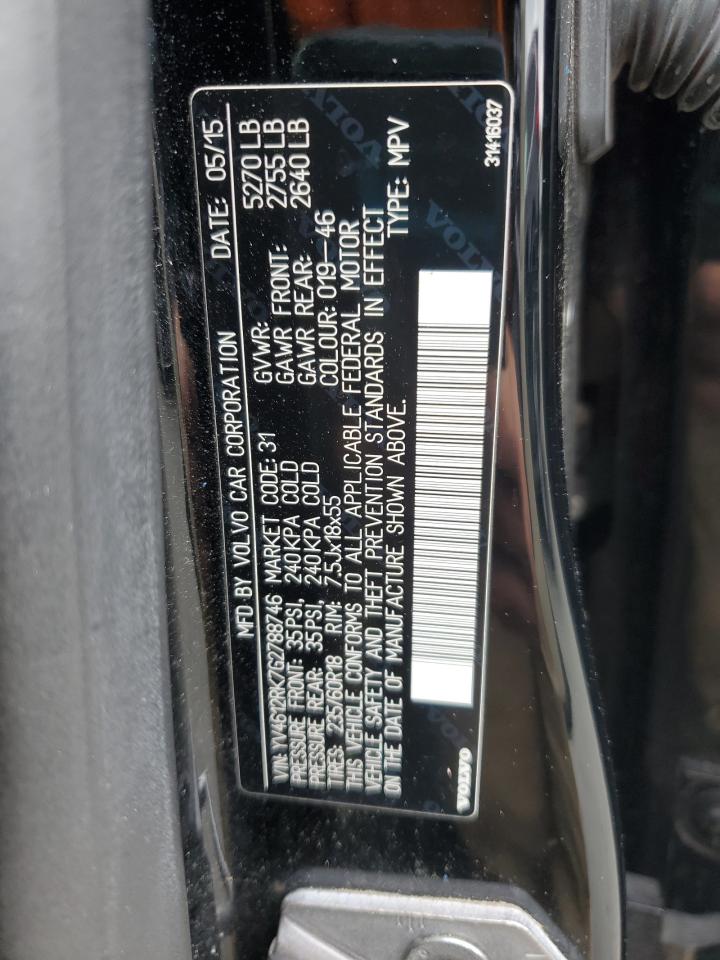 MFD BY VOLVO CAR CORPORATION DATE: 05/15
VIN: YV4612RK7G2788746 MARKET CODE: 31 GVWR: 5270 LB
PRESSURE FRONT: 35PSI, 240KPA COLD GAWR FRONT: 2755 LB
PRESSURE REAR: 35PSI, 240KPA COLD GAWR REAR: 2640 LB
TIRES: 235/60R18 RIM: 7.5Jx18x55 COLOUR: 019-46
THIS VEHICLE CONFORMS TO ALL APPLICABLE FEDERAL MOTOR
VEHICLE SAFETY AND THEFT PREVENTION STANDARDS IN EFFECT
ON THE DATE OF MANUFACTURE SHOWN ABOVE. TYPE: MPV
VOLVO 31416037